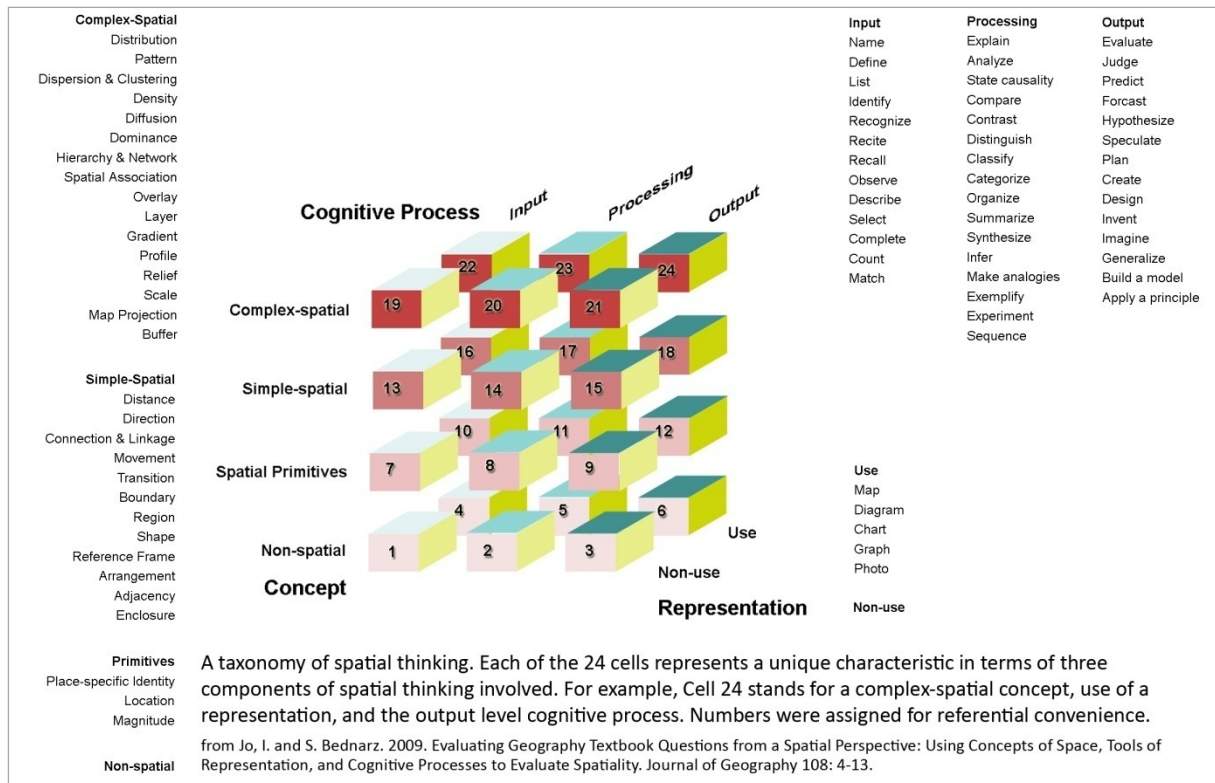 Complex-Spatial
Distribution
Pattern
Dispersion & Clustering
Density
Diffusion
Dominance
Hierarchy & Network
Spatial Association
Overlay
Layer
Gradient
Profile
Relief
Scale
Map Projection
Buffer
Simple-Spatial
Distance
Direction
Connection & Linkage
Movement
Transition
Boundary
Region
Shape
Reference Frame
Arrangement
Adjacency
Enclosure
Primitives
Place-specific Identity
Location
Magnitude
Non-spatial
Cognitive Process
Input
Processing
Output
22 23 24
Complex-spatial
19 20 21
16 17 18
Simple-spatial
13 14 15
10 11 12
Spatial Primitives
7 8 9
4 5 6
Use
Non-spatial
1 2 3
Non-use
Concept
Representation
Input
Name
Define
List
Identify
Recognize
Recite
Recall
Observe
Describe
Select
Complete
Count
Match
Processing
Explain
Analyze
State causality
Compare
Contrast
Distinguish
Classify
Categorize
Organize
Summarize
Synthesize
Infer
Make analogies
Exemplify
Experiment
Sequence
Output
Evaluate
Judge
Predict
Forcast
Hypothesize
Speculate
Plan
Create
Design
Invent
Imagine
Generalize
Build a model
Apply a principle
Use
Map
Diagram
Chart
Graph
Photo
Non-use
A taxonomy of spatial thinking. Each of the 24 cells represents a unique characteristic in terms of three
components of spatial thinking involved. For example, Cell 24 stands for a complex-spatial concept, use of a
representation, and the output level cognitive process. Numbers were assigned for referential convenience.
from Jo, I. and S. Bednarz. 2009. Evaluating Geography Textbook Questions from a Spatial Perspective: Using Concepts of Space, Tools of
Representation, and Cognitive Processes to Evaluate Spatiality. Journal of Geography 108: 4-13.